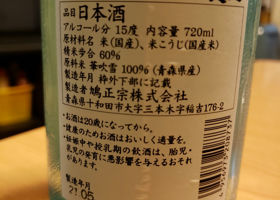 品目 日本酒
アルコール分 15度 内容量 720ml
原材料名 米(国産)、米こうじ(国産米)
精米歩合 60%
原料米 華吹雪 100%(青森県産)
製造年月 枠外下部に記載
製造者 鳩正宗株式会社
青森県十和田市大字三本木字稲吉176-2
・お酒は20歳になってから。
・健康のためお酒はおいしく適量を。
・妊娠中や授乳期の飲酒は、胎児・
乳児の発育に悪影響を与えるおそれ
があります。
製造年月
21.05